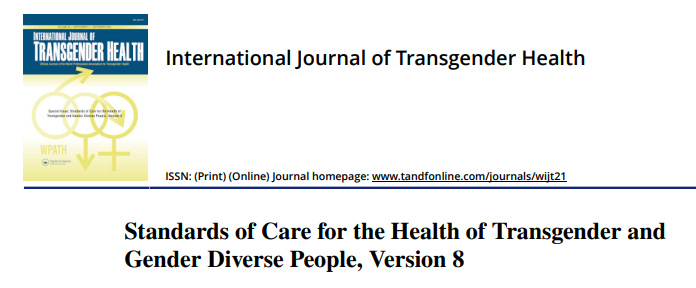 INTERNATIONAL JOURNAL OF
TRANSGENDER HEALTH
Special Issue: Standards of Care for the Health of
Transgender and Gender Diverse People, Version 8
WPATH
International Journal of Transgender Health
ISSN: (Print) (Online) Journal homepage: www.tandfonline.com/journals/wijt21
Standards of Care for the Health of Transgender and
Gender Diverse People, Version 8